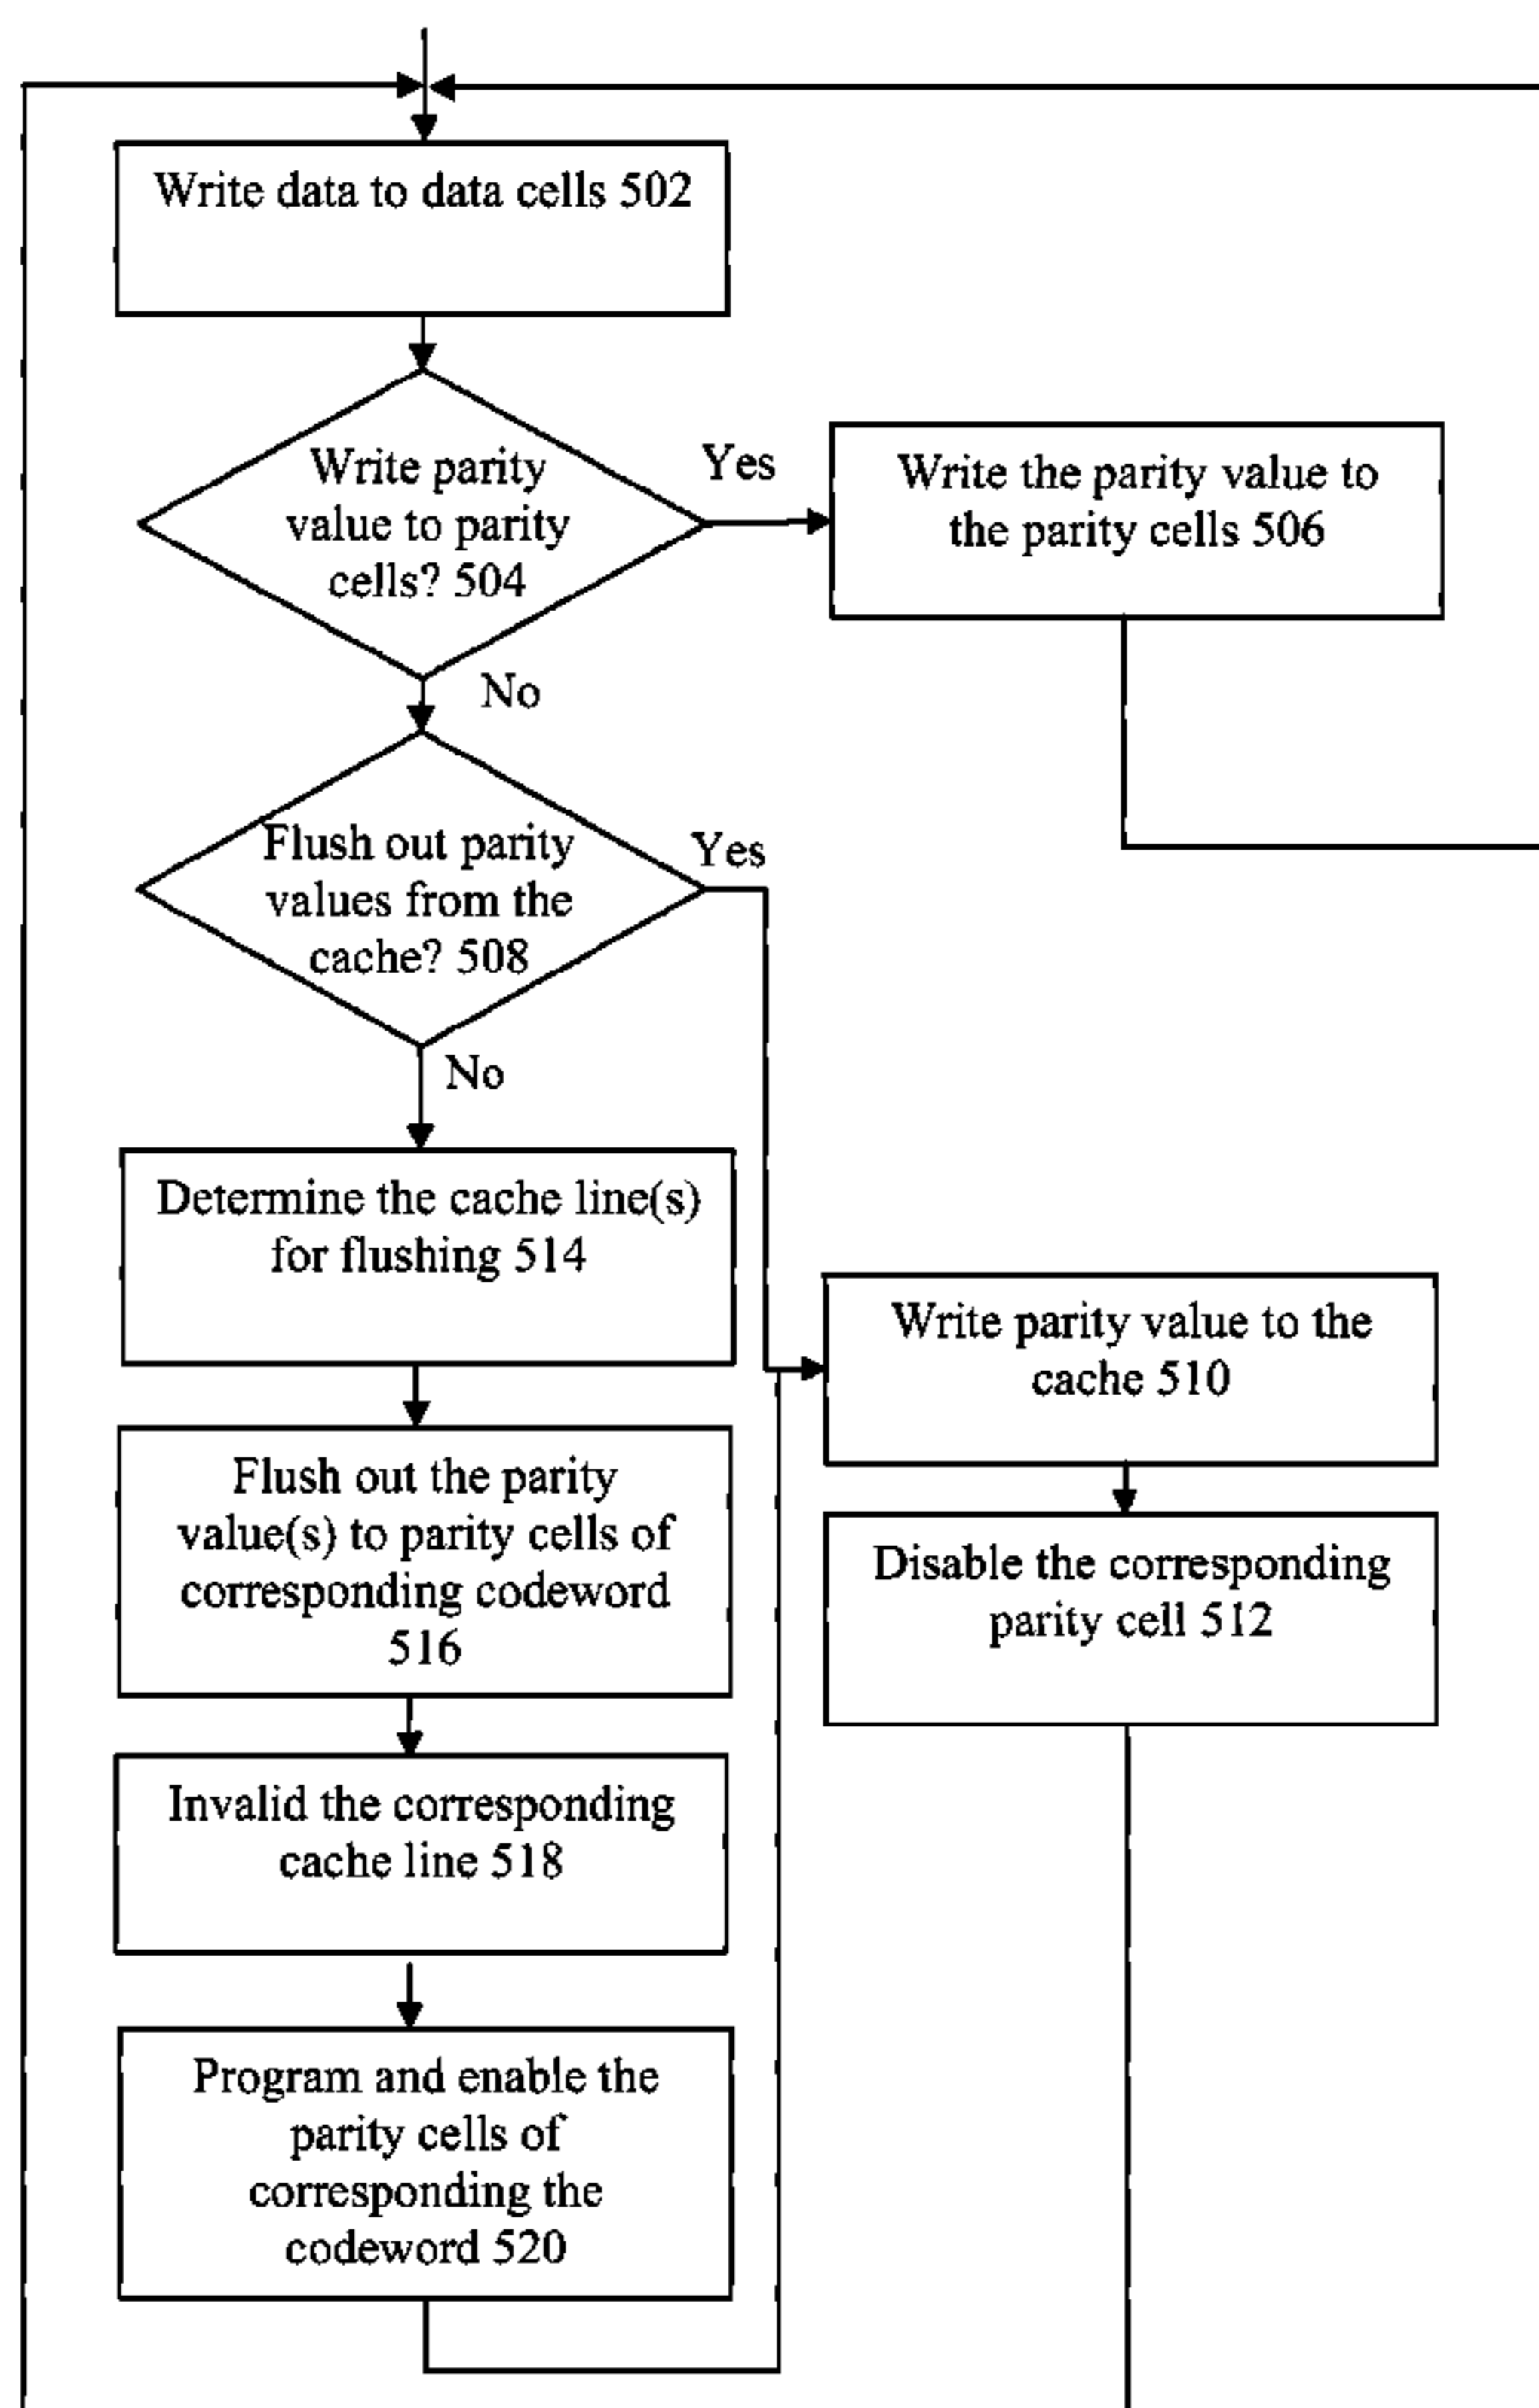 Write data to data cells 502
Write parity
value to parity
cells? 504
Yes
Write the parity value to
the parity cells 506
No
Flush out parity
values from the
cache? 508
Yes
No
Determine the cache line(s)
for flushing 514
Write parity value to the
cache 510
Flush out the parity
value(s) to parity cells of
corresponding codeword
516
Disable the corresponding
parity cell 512
Invalid the corresponding
cache line 518
Program and enable the
parity cells of
corresponding the
codeword 520